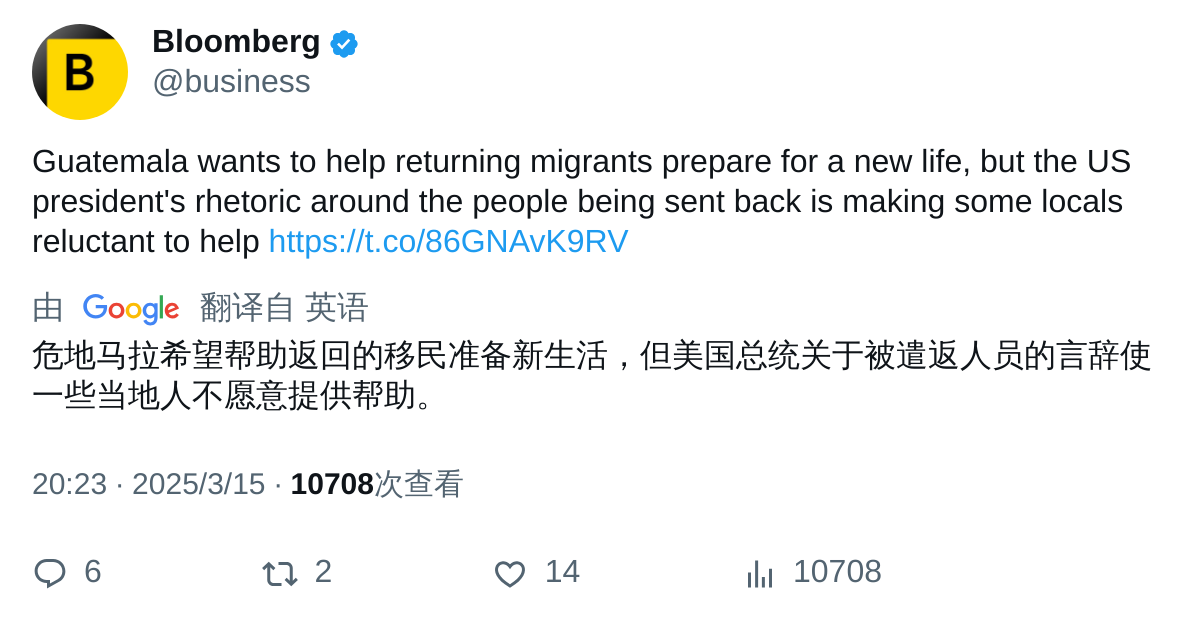 Bloomberg
@business
Guatemala wants to help returning migrants prepare for a new life, but the US
president's rhetoric around the people being sent back is making some locals
reluctant to help https://t.co/86GNAvK9RV
由 Google 翻译自 英语
危地马拉希望帮助返回的移民准备新生活，但美国总统关于被遣返人员的言辞使
一些当地人不愿意提供帮助。
20:23 · 2025/3/15 · 10708次查看
6 2 14 10708